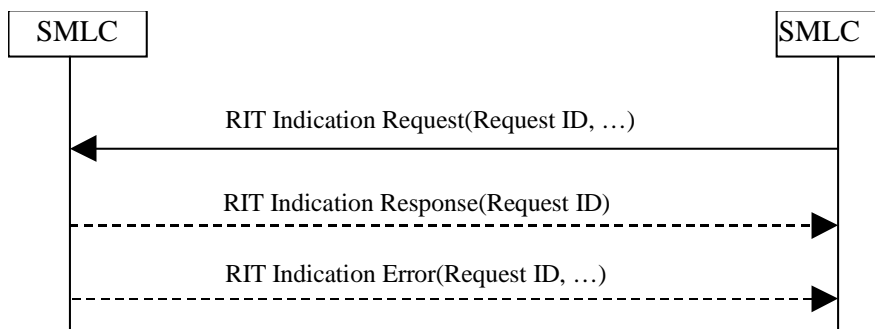 SMLC
SMLC
RIT Indication Request(Request ID, …)
RIT Indication Response(Request ID)
RIT Indication Error(Request ID, …)